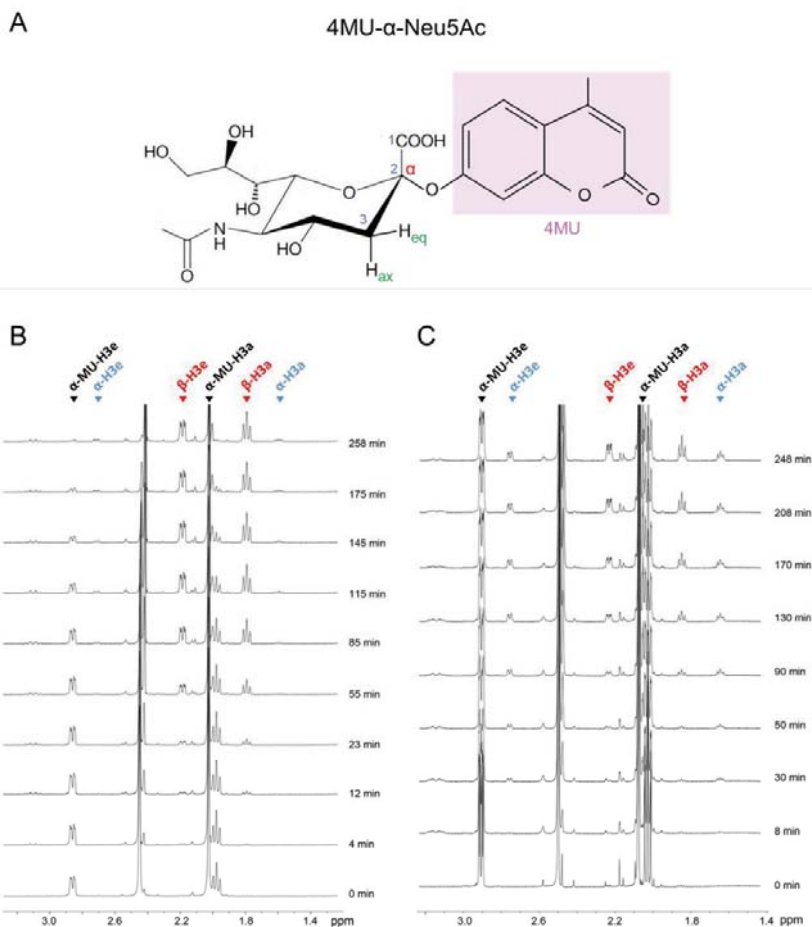 A
4MU-α-Neu5Ac
OH
HO
1COOH
2 α
O
O
HO
3
H eq
N
H
HO
H ax
O
O
O
4MU
B
α-MU-H3e
α-H3e
β-H3e
α-MU-H3a
β-H3a
α-H3a
258 min
175 min
145 min
115 min
85 min
55 min
23 min
12 min
4 min
0 min
3.0 2.6 2.2 1.8 ppm 1.4
C
α-MU-H3e
α-H3e
β-H3e
α-MU-H3a
β-H3a
α-H3a
248 min
208 min
170 min
130 min
90 min
50 min
30 min
8 min
0 min
3.0 2.6 2.2 1.8 ppm 1.4